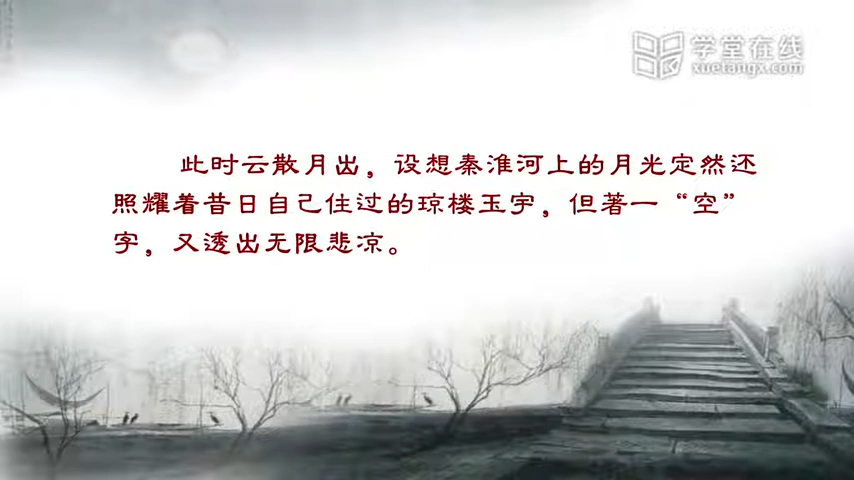 学堂在线
xuetangx.com
此时云散月出，设想秦淮河上的月光定然还
照耀着昔日自己住过的琼楼玉宇，但著一“空”
字，又透出无限悲凉。